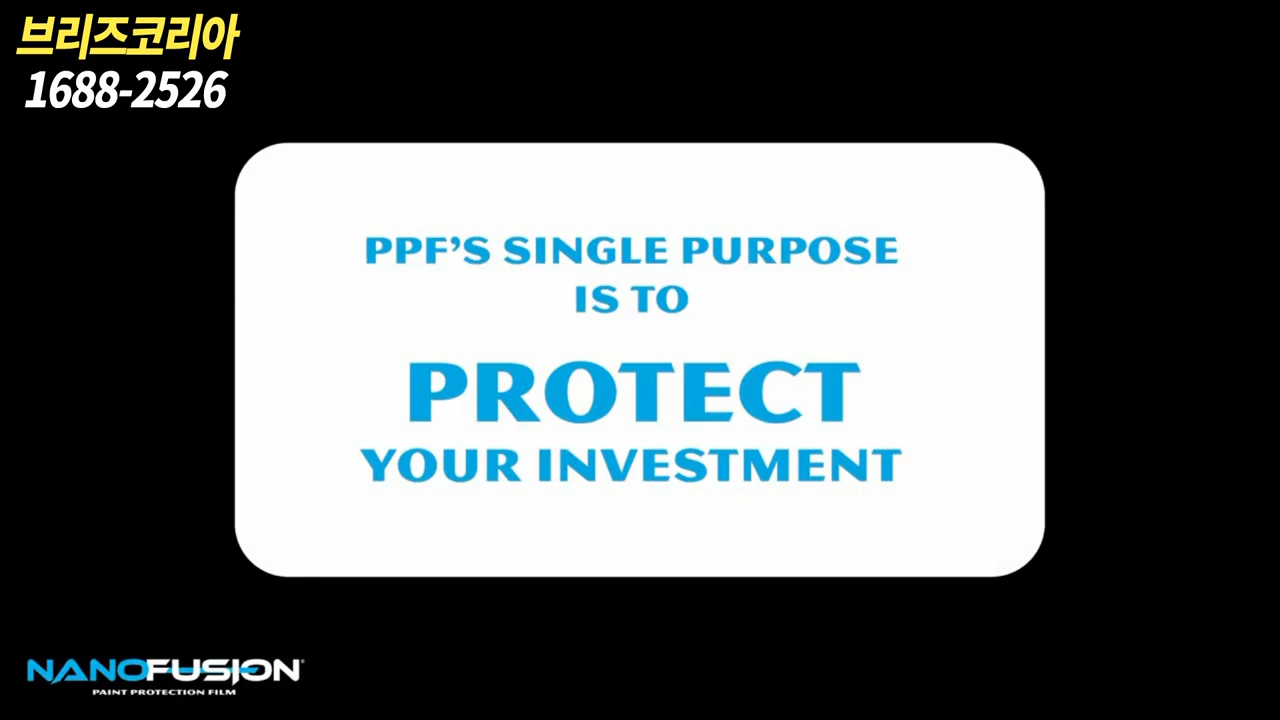 브리즈코리아
1688-2526
PPF’S SINGLE PURPOSE
IS TO
PROTECT
YOUR INVESTMENT
NANOFUSION®
PAINT PROTECTION FILM